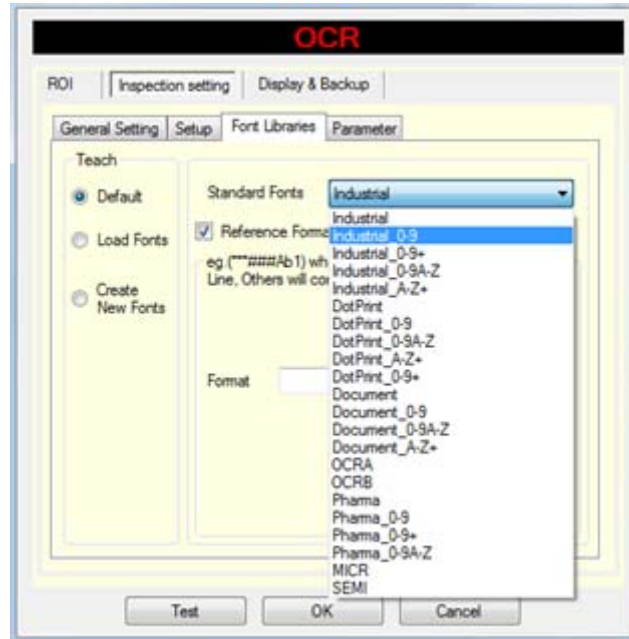 OCR
ROI Inspection setting Display & Backup
General Setting Setup Font Libraries Parameter
Teach
Default
Load Fonts
Create
New Fonts
Standard Fonts Industrial
Reference Forma
eg.(***###Ab1) wh
Line, Others will co
Format
Industrial
Industrial_0-9
Industrial_0-9+
Industrial_0-9A-Z
Industrial_A-Z+
DotPrint
DotPrint_0-9
DotPrint_0-9A-Z
DotPrint_A-Z+
DotPrint_0-9+
Document
Document_0-9
Document_0-9A-Z
Document_A-Z+
OCRA
OCRB
Pharma
Pharma_0-9
Pharma_0-9+
Pharma_0-9A-Z
MICR
SEMI
Test OK Cancel